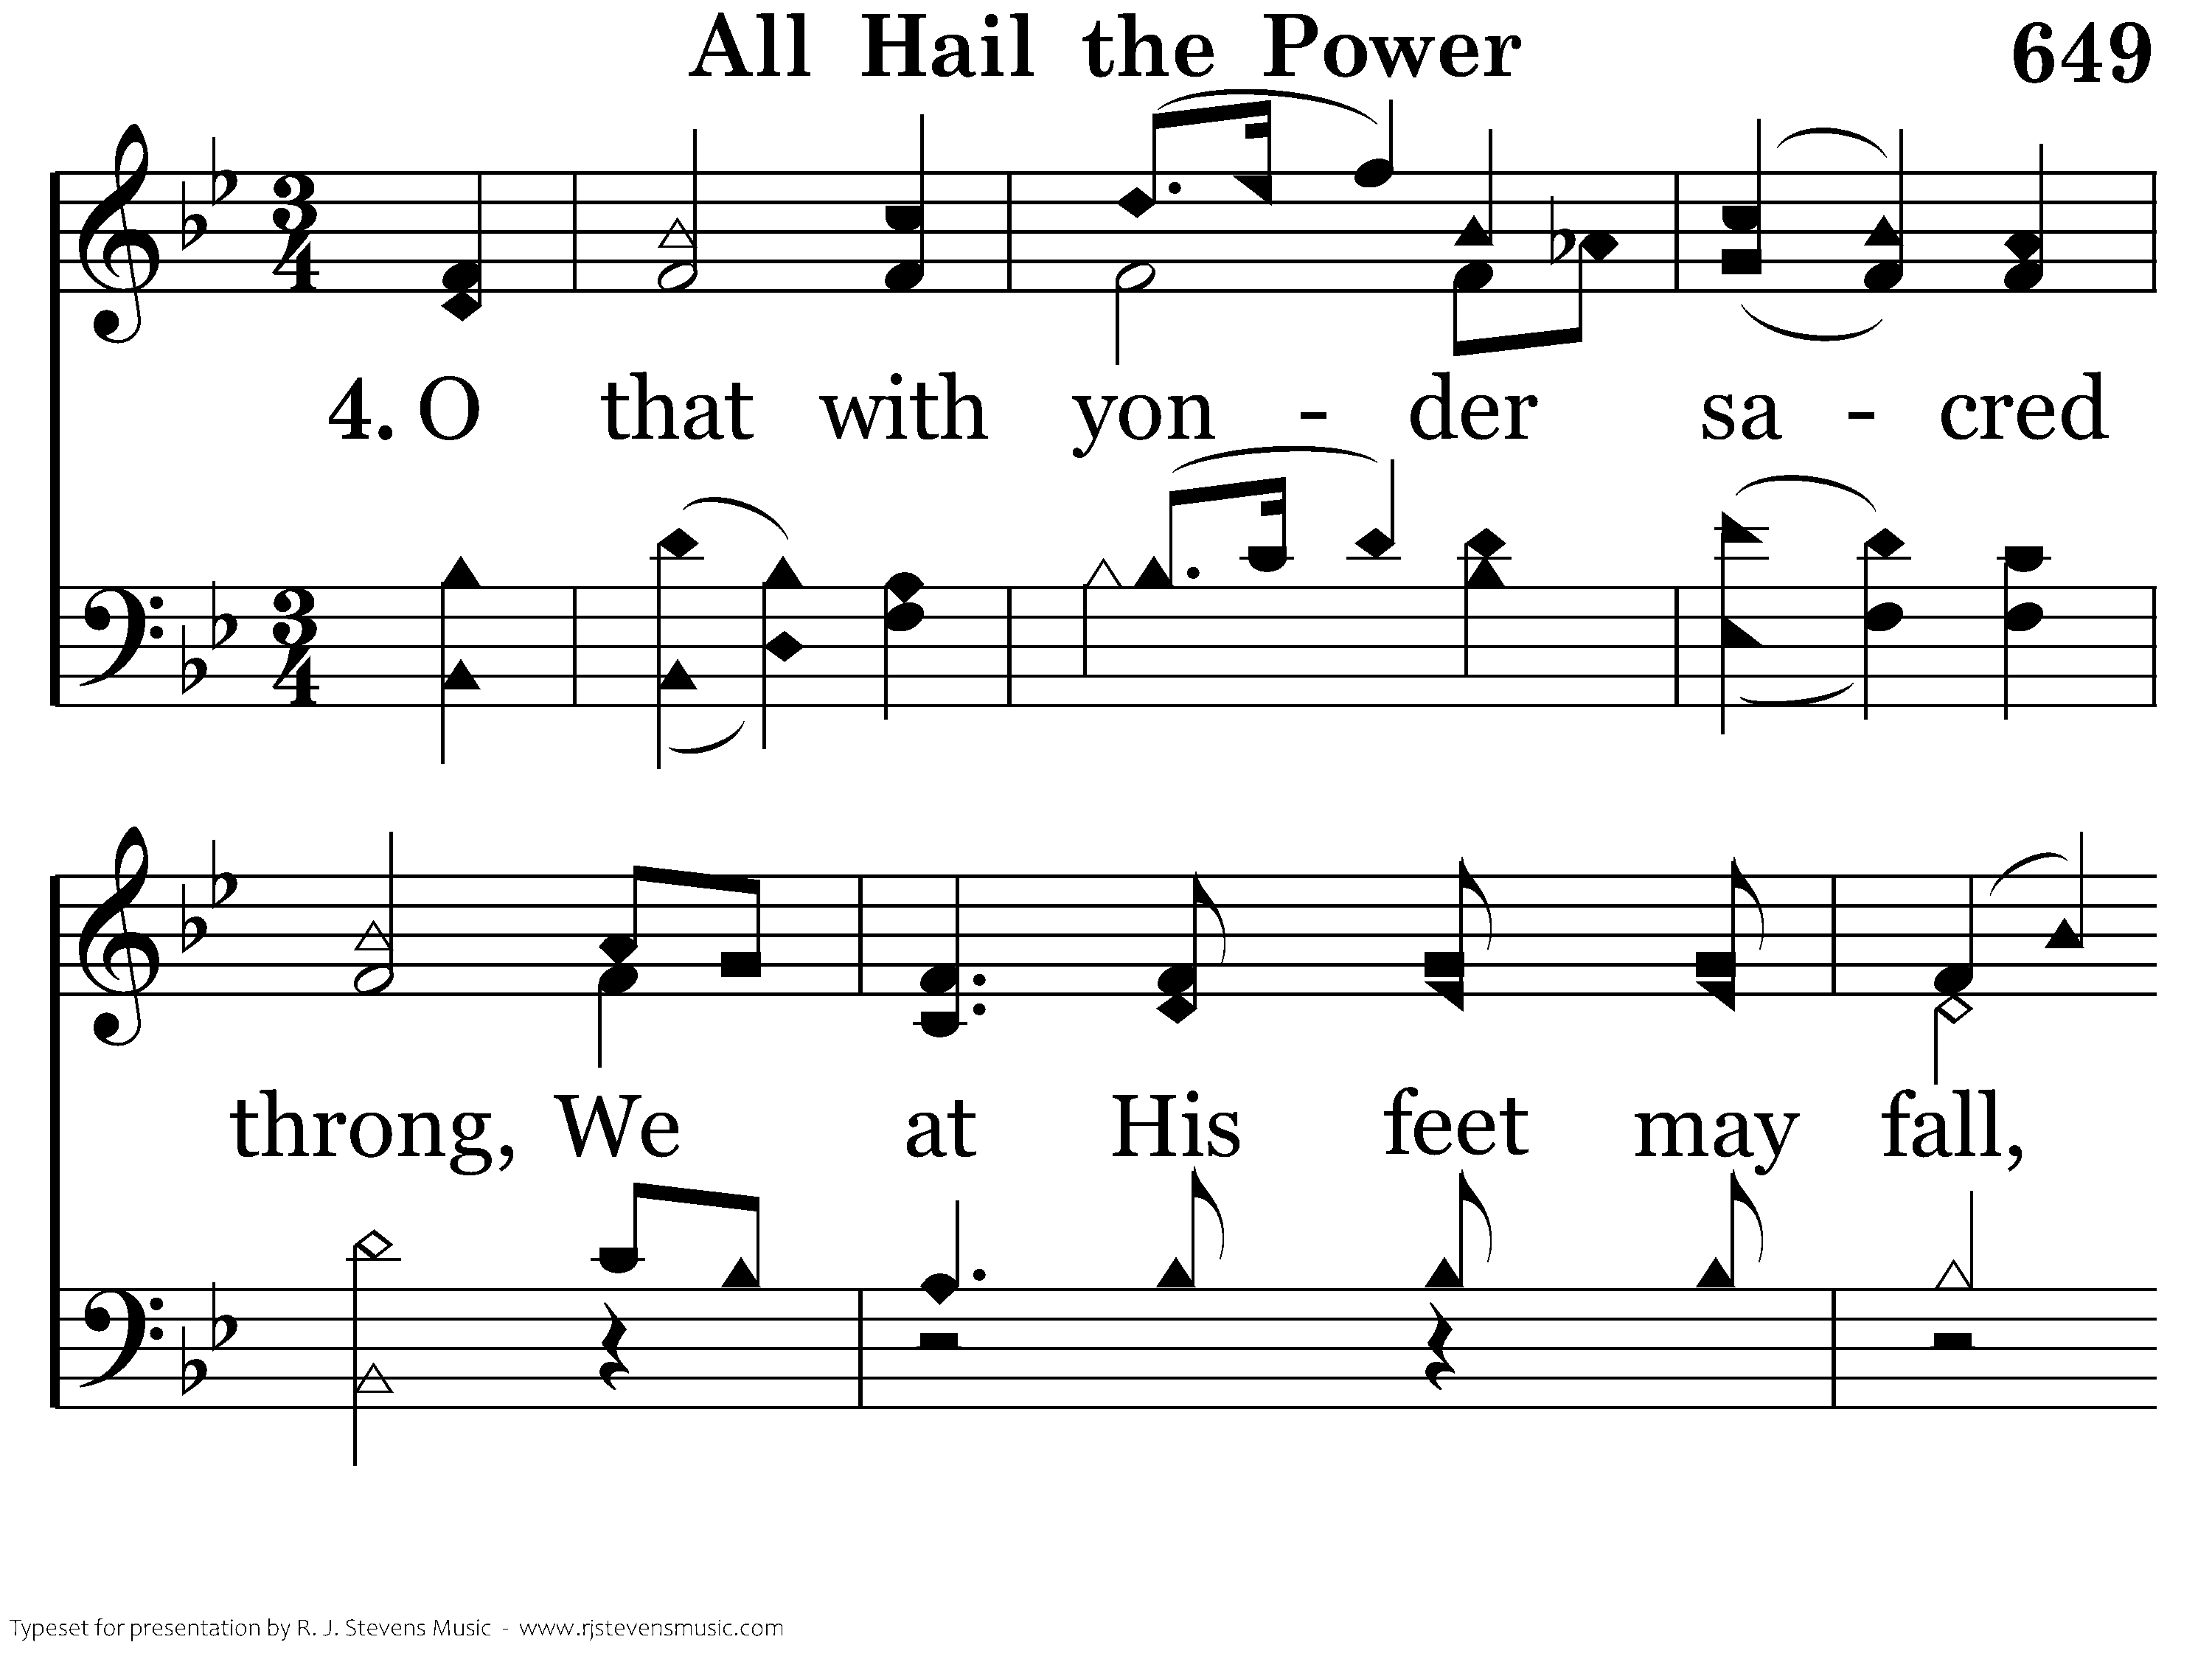 All Hail the Power 649
4. O that with yon - der sa - cred
throng, We at His feet may fall,
Typeset for presentation by R. J. Stevens Music - www.rjstevensmusic.com